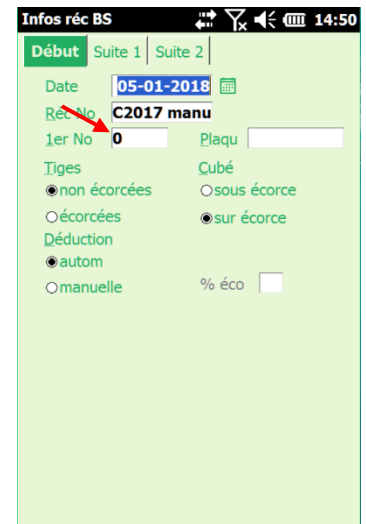 Infos réc BS 14:50
Début Suite 1 Suite 2
Date 05-01-2018
Réc No C2017 manu
1er No 0 Plaqu
Tiges Cubé
non écorcées sous écorce
écorcées sur écorce
Déduction
autom
manuelle % éco